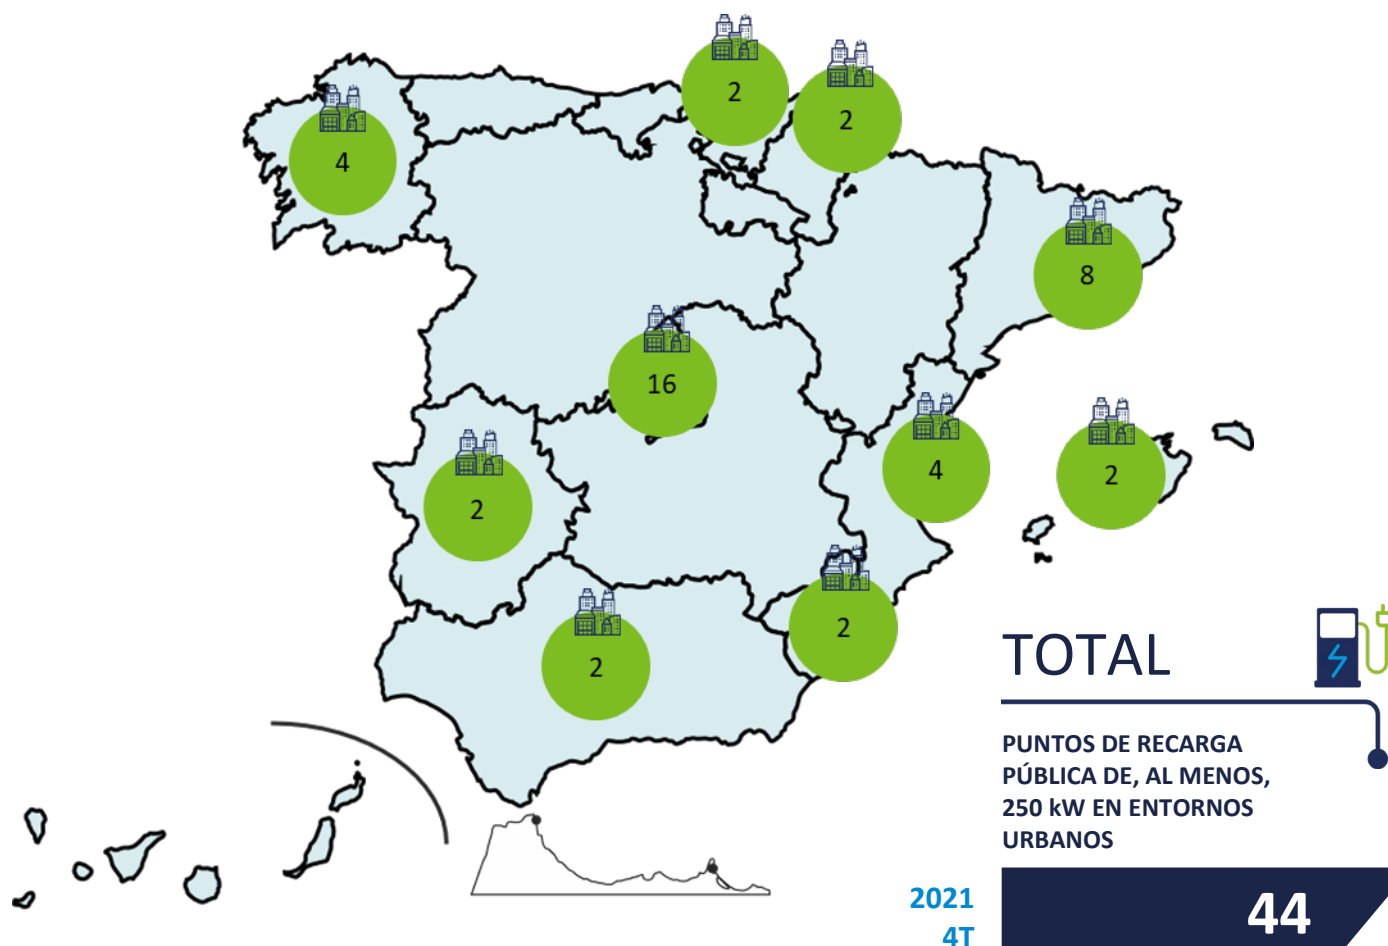 2
2
4
8
16
4
2
2
2
2
TOTAL
PUNTOS DE RECARGA
PÚBLICA DE, AL MENOS,
250 kW EN ENTORNOS
URBANOS
2021
4T
44